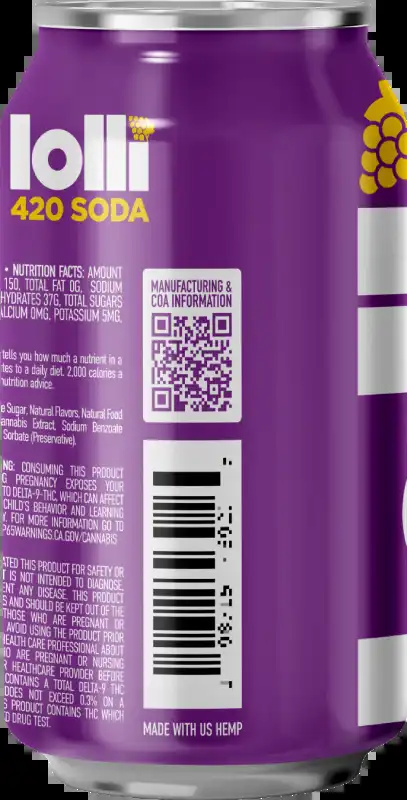 lolli
420 SODA
• NUTRITION FACTS: AMOUNT
150, TOTAL FAT 0G, SODIUM
HYDRATES 37G, TOTAL SUGARS
ALCIUM 0MG, POTASSIUM 5MG,
tells you how much a nutrient in a
to a daily diet. 2,000 calories a
nutrition advice.
e Sugar, Natural Flavors, Natural Food
annabis Extract, Sodium Benzoate
Sorbate (Preservative).
NG: CONSUMING THIS PRODUCT
G PREGNANCY EXPOSES YOUR
TO DELTA-9-THC, WHICH CAN AFFECT
CHILD'S BEHAVIOR AND LEARNING
Y. FOR MORE INFORMATION GO TO
P65WARNINGS.CA.GOV/CANNABIS
ATED THIS PRODUCT FOR SAFETY OR
T IS NOT INTENDED TO DIAGNOSE,
ENT ANY DISEASE. THIS PRODUCT
S AND SHOULD BE KEPT OUT OF THE
THOSE WHO ARE PREGNANT OR
AVOID USING THE PRODUCT PRIOR
HEALTH CARE PROFESSIONAL ABOUT
HO ARE PREGNANT OR NURSING
R HEALTHCARE PROVIDER BEFORE
CONTAINS A TOTAL DELTA-9 THC
DOES NOT EXCEED 0.3% ON A
S PRODUCT CONTAINS THC WHICH
D DRUG TEST.
MANUFACTURING &
COA INFORMATION
MADE WITH US HEMP